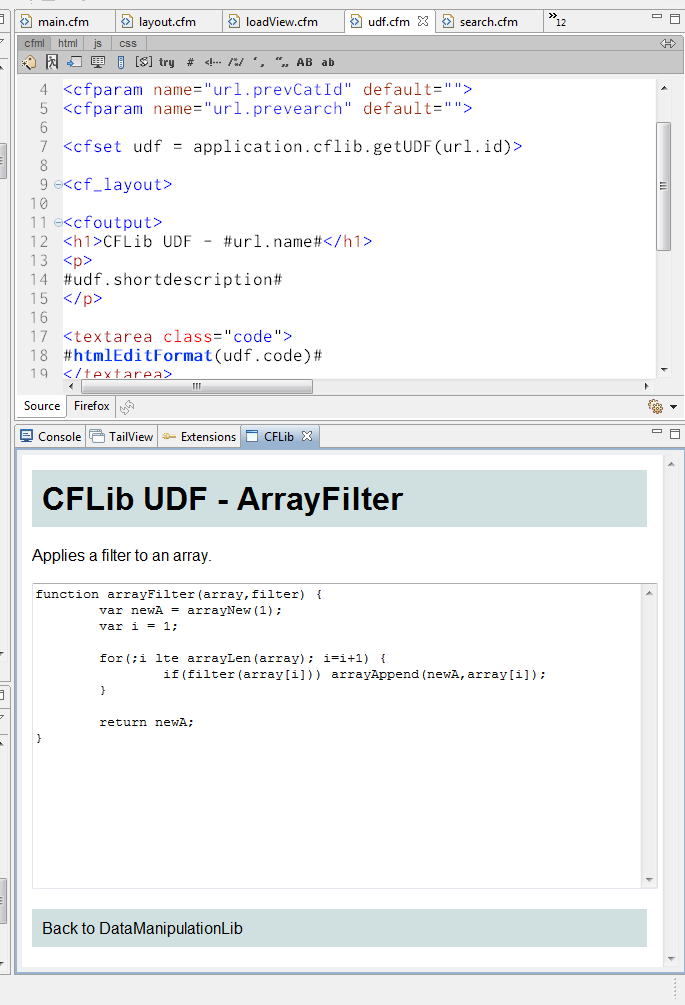 main.cfm layout.cfm loadView.cfm udf.cfm search.cfm »12
cfml html js css
try # AB ab
4 <cfparam name="url.prevCatId" default="">
5 <cfparam name="url.prevearch" default="">
6
7 <cfset udf = application.cflib.getUDF(url.id)>
8
9 <cf_layout>
10
11 <cfoutput>
12 <h1>CFLib UDF - #url.name#</h1>
13 <p>
14 #udf.shortdescription#
15 </p>
16
17 <textarea class="code">
18 #htmlEditFormat(udf.code)#
19 </textarea>
Source Firefox
Console TailView Extensions CFLib
CFLib UDF - ArrayFilter
Applies a filter to an array.
function arrayFilter(array,filter) {
var newA = arrayNew(1);
var i = 1;
for(;i lte arrayLen(array); i=i+1) {
if(filter(array[i])) arrayAppend(newA,array[i]);
}
return newA;
}
Back to DataManipulationLib